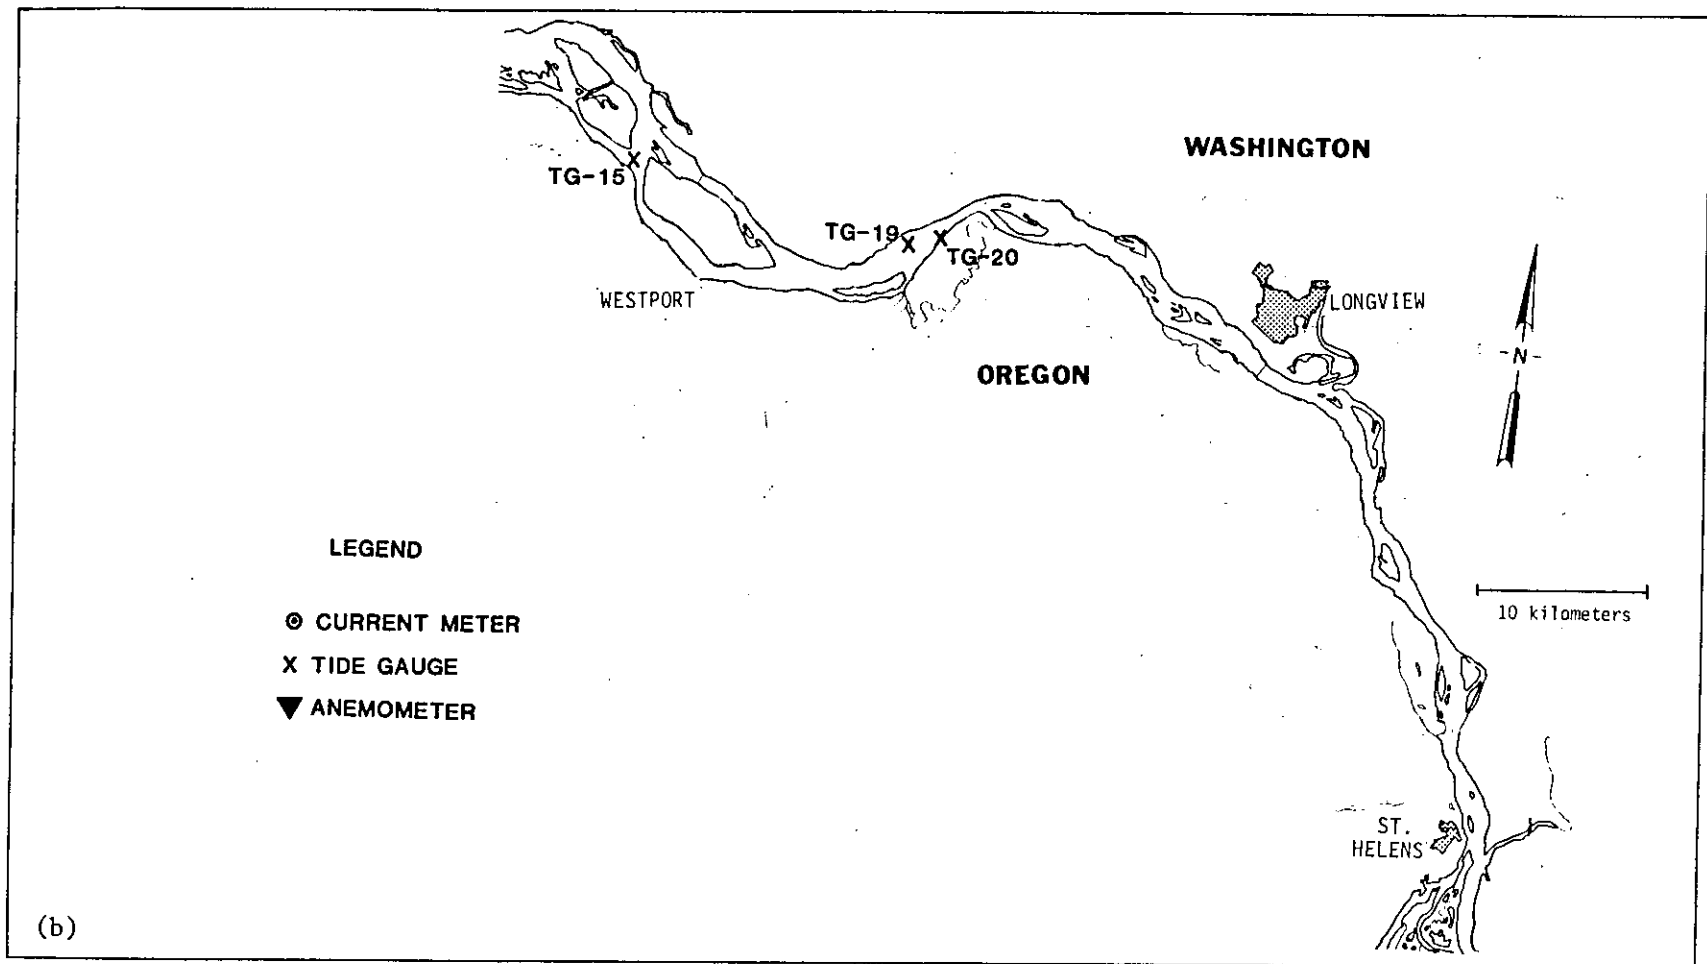 WASHINGTON
TG-15
TG-19
TG-20
WESTPORT
LONGVIEW
OREGON
-N-
LEGEND
CURRENT METER
X TIDE GAUGE
ANEMOMETER
10 kilometers
ST.
HELENS
(b)